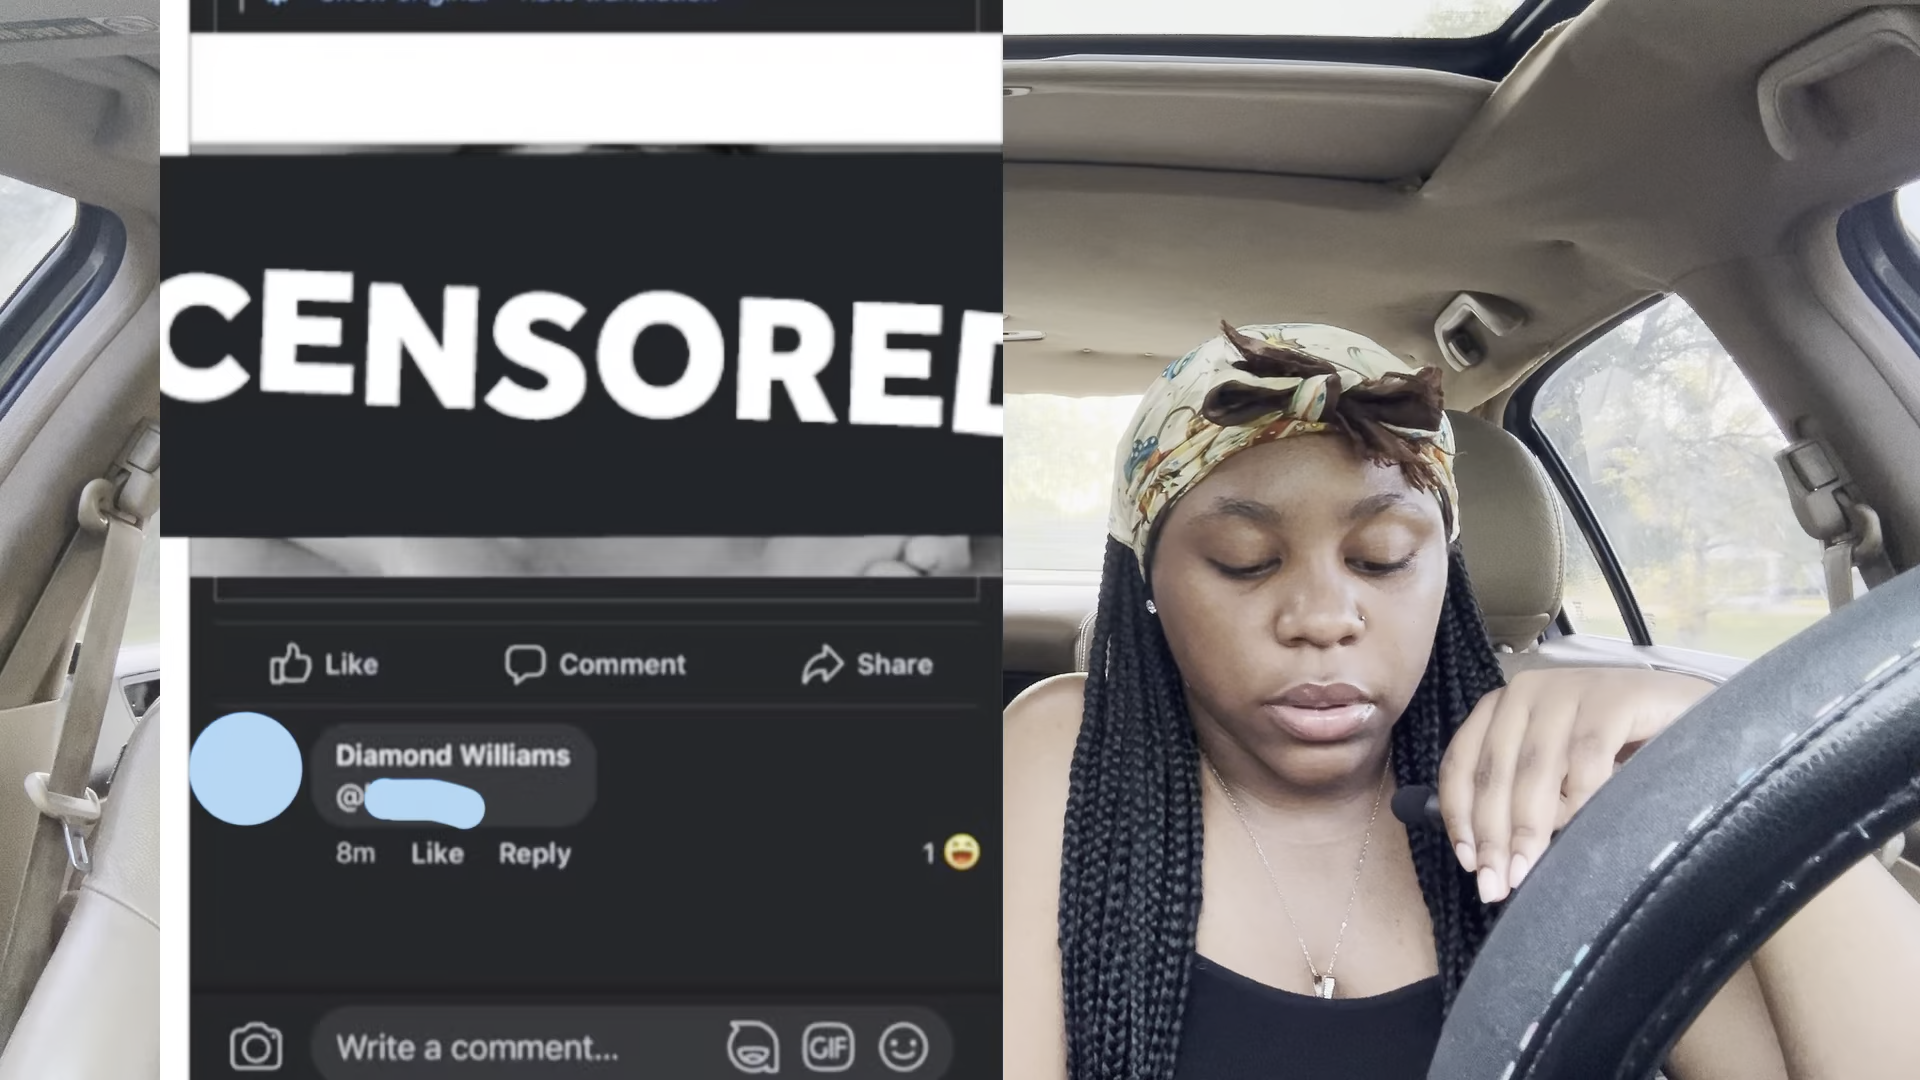 CENSORED
Like Comment Share
Diamond Williams
@
8m Like Reply
1
Write a comment...
GIF